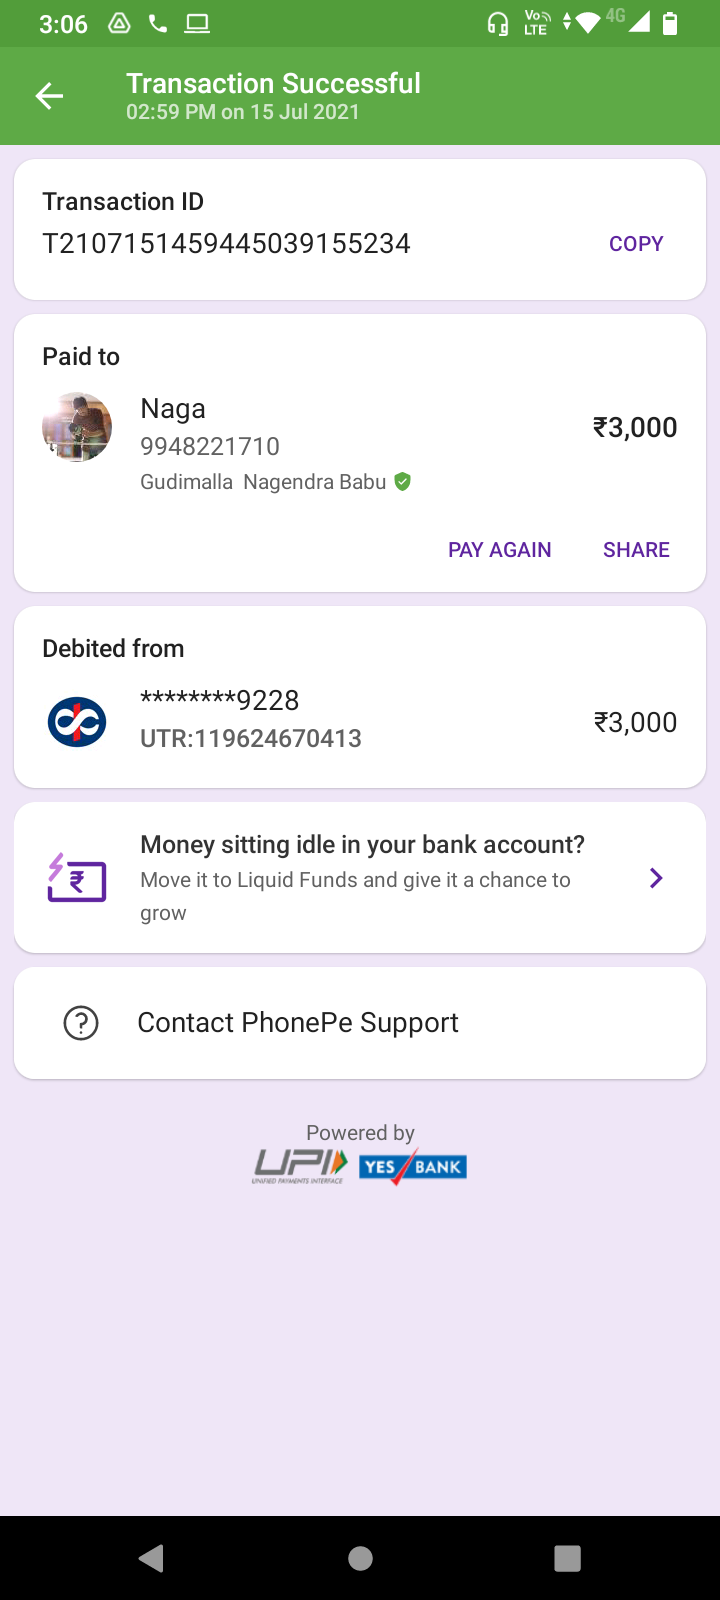 3:06
Vo LTE 4G
Transaction Successful
02:59 PM on 15 Jul 2021
Transaction ID
T2107151459445039155234
COPY
Paid to
Naga
9948221710
₹3,000
Gudimalla  Nagendra Babu
PAY AGAIN SHARE
Debited from
********9228
UTR:119624670413
₹3,000
Money sitting idle in your bank account?
Move it to Liquid Funds and give it a chance to
grow
Contact PhonePe Support
Powered by
UPI YES BANK
UNIFIED PAYMENTS INTERFACE